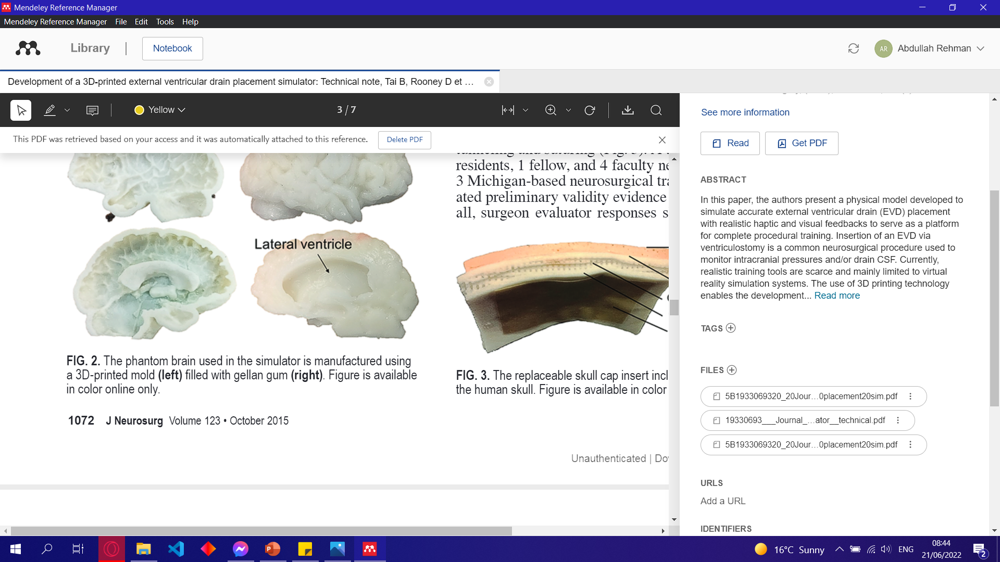 Mendeley Reference Manager
Mendeley Reference Manager File Edit Tools Help
Library | Notebook
AR Abdullah Rehman
Development of a 3D-printed external ventricular drain placement simulator: Technical note, Tai B, Rooney D et ...
Yellow
3 / 7
This PDF was retrieved based on your access and it was automatically attached to this reference.
Delete PDF
Lateral ventricle
FIG. 2. The phantom brain used in the simulator is manufactured using
a 3D-printed mold (left) filled with gellan gum (right). Figure is available
in color online only.
1072 J Neurosurg Volume 123 • October 2015
tunneling and suturing
residents, 1 fellow, and 4 faculty
3 Michigan-based neurosurgical
ated preliminary validity evidence
all, surgeon evaluator responses
FIG. 3. The replaceable skull cap insert
the human skull. Figure is available in color
Unauthenticated |
See more information
Read
Get PDF
ABSTRACT
In this paper, the authors present a physical model developed to
simulate accurate external ventricular drain (EVD) placement
with realistic haptic and visual feedbacks to serve as a platform
for complete procedural training. Insertion of an EVD via
ventriculostomy is a common neurosurgical procedure used to
monitor intracranial pressures and/or drain CSF. Currently,
realistic training tools are scarce and mainly limited to virtual
reality simulation systems. The use of 3D printing technology
enables the development... Read more
TAGS
FILES
5B1933069320_20Jour...0placement20sim.pdf
19330693___Journal_...ator__technical.pdf
5B1933069320_20Jour...0placement20sim.pdf
URLS
Add a URL
IDENTIFIERS
16°C Sunny
ENG
08:44
21/06/2022
2